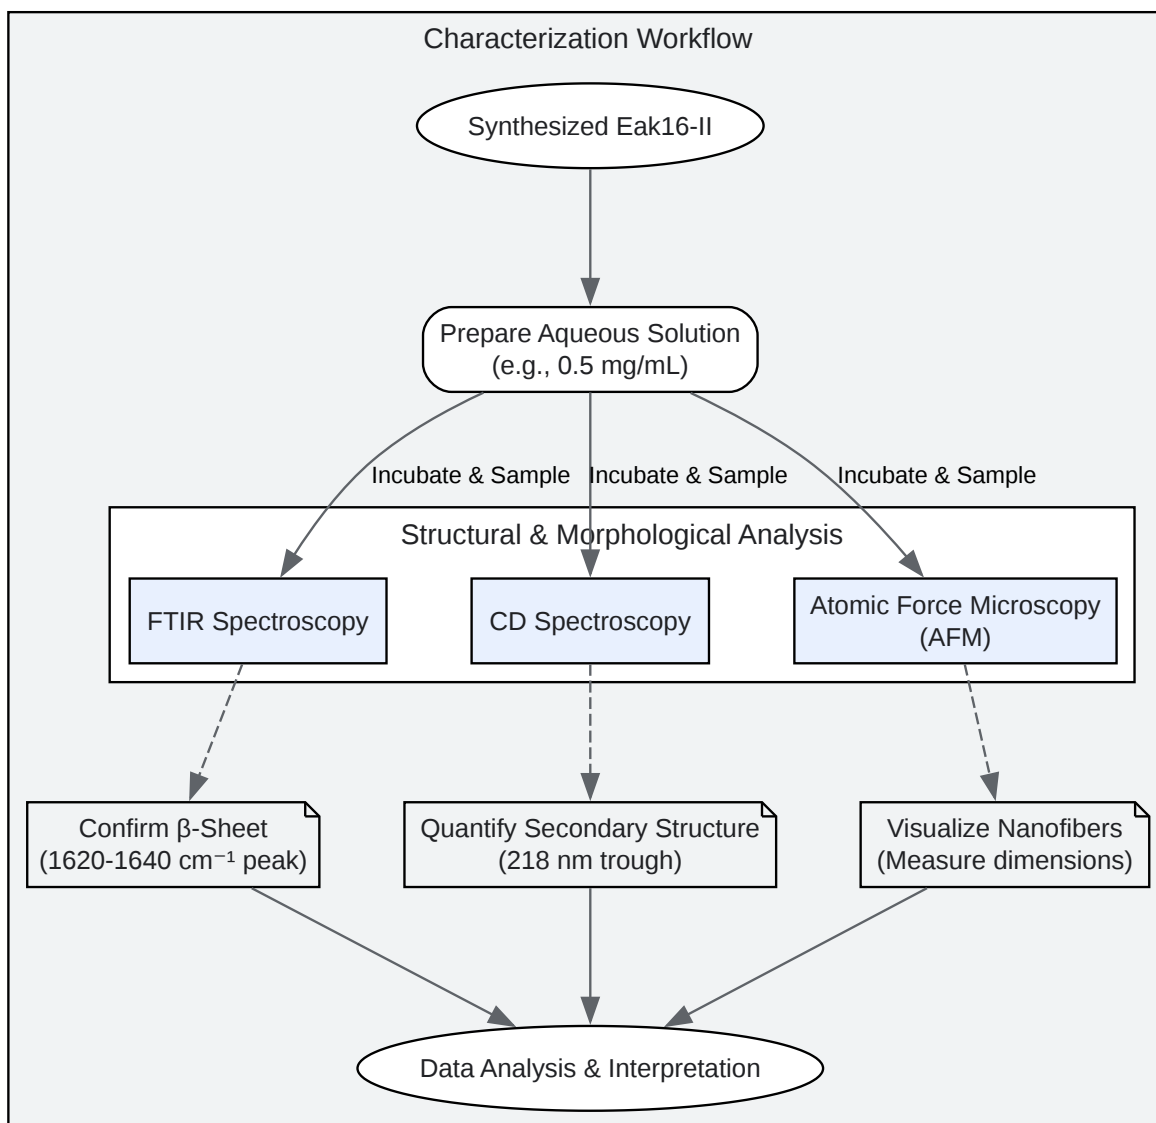 Characterization Workflow
Synthesized Eak16-II
Prepare Aqueous Solution
(e.g., 0.5 mg/mL)
Incubate & Sample
Incubate & Sample
Incubate & Sample
Structural & Morphological Analysis
FTIR Spectroscopy
CD Spectroscopy
Atomic Force Microscopy
(AFM)
Confirm β-Sheet
(1620-1640 cm⁻¹ peak)
Quantify Secondary Structure
(218 nm trough)
Visualize Nanofibers
(Measure dimensions)
Data Analysis & Interpretation